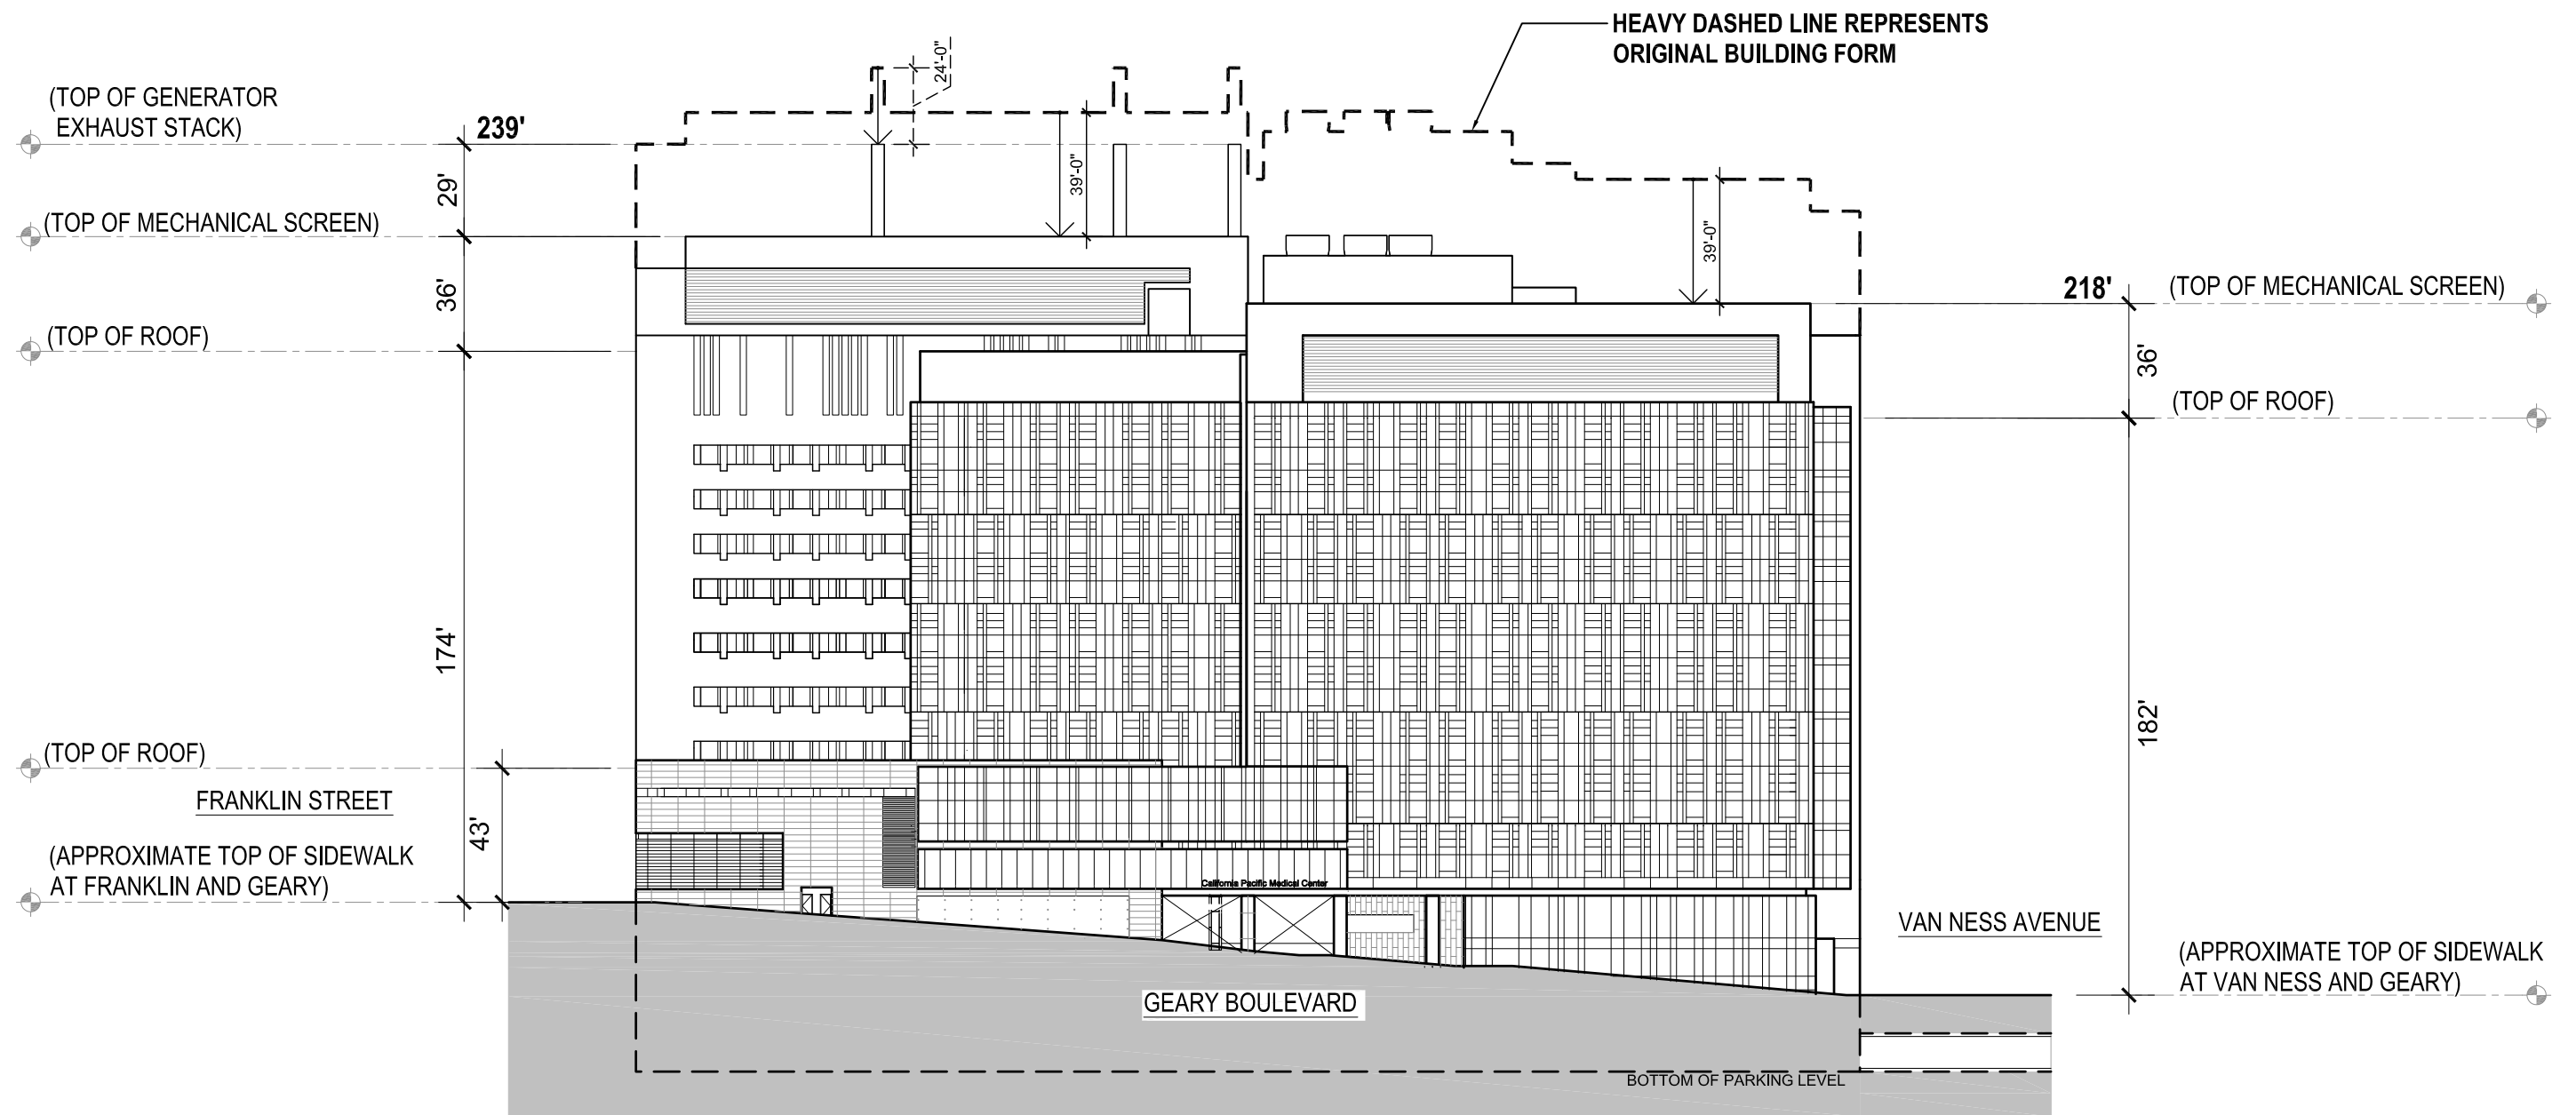 HEAVY DASHED LINE REPRESENTS
ORIGINAL BUILDING FORM
24'-0"
(TOP OF GENERATOR
EXHAUST STACK)
239'
39'-0"
29'
(TOP OF MECHANICAL SCREEN)
39'-0"
36'
218'
(TOP OF MECHANICAL SCREEN)
(TOP OF ROOF)
36'
(TOP OF ROOF)
174'
182'
(TOP OF ROOF)
FRANKLIN STREET
43'
(APPROXIMATE TOP OF SIDEWALK
AT FRANKLIN AND GEARY)
California Pacific Medical Center
VAN NESS AVENUE
(APPROXIMATE TOP OF SIDEWALK
AT VAN NESS AND GEARY)
GEARY BOULEVARD
BOTTOM OF PARKING LEVEL